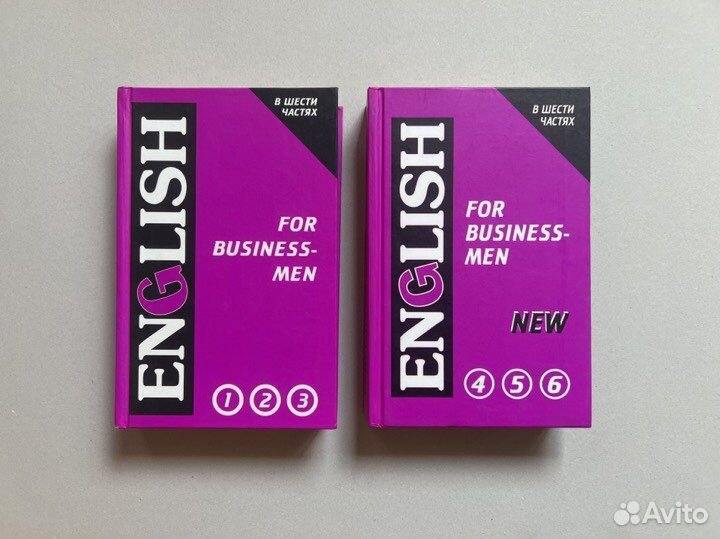 В ШЕСТИ
ЧАСТЯХ
ENGLISH
FOR
BUSINESS-
MEN
1 2 3
В ШЕСТИ
ЧАСТЯХ
ENGLISH
FOR
BUSINESS-
MEN
NEW
4 5 6
Avito